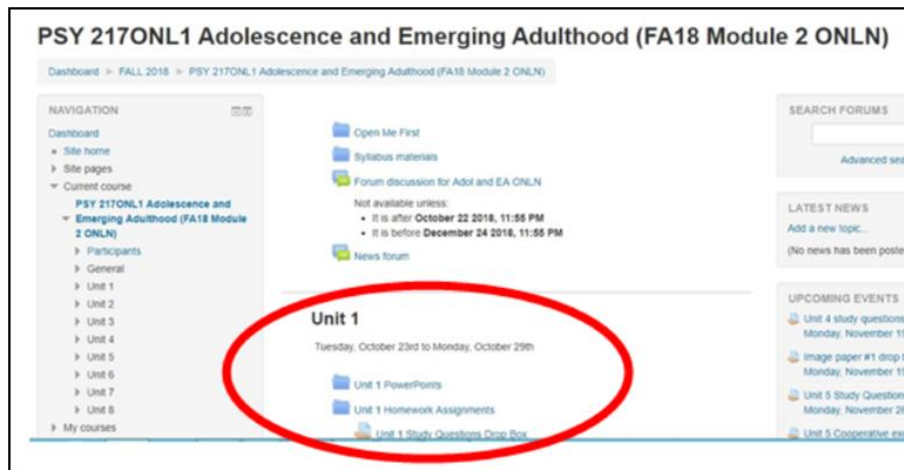 PSY 217ONL1 Adolescence and Emerging Adulthood (FA18 Module 2 ONLN)
Dashboard ► FALL 2018 ► PSY 217ONL1 Adolescence and Emerging Adulthood (FA18 Module 2 ONLN)
NAVIGATION
Dashboard
Site home
Site pages
Current course
PSY 217ONL1 Adolescence and
Emerging Adulthood (FA18 Module
2 ONLN)
Participants
General
Unit 1
Unit 2
Unit 3
Unit 4
Unit 5
Unit 6
Unit 7
Unit 8
My courses
Open Me First
Syllabus materials
Forum discussion for Adol and EA ONLN
Not available unless:
It is after October 22 2018, 11:55 PM
It is before December 24 2018, 11:55 PM
News forum
Unit 1
Tuesday, October 23rd to Monday, October 29th
Unit 1 PowerPoints
Unit 1 Homework Assignments
Unit 1 Study Questions Drop Box
SEARCH FORUMS
Advanced sea
LATEST NEWS
Add a new topic...
(No news has been poste
UPCOMING EVENTS
Unit 4 study questions
Monday, November 19
Image paper #1 drop b
Monday, November 19
Unit 5 Study Question
Monday, November 26
Unit 5 Cooperative exa